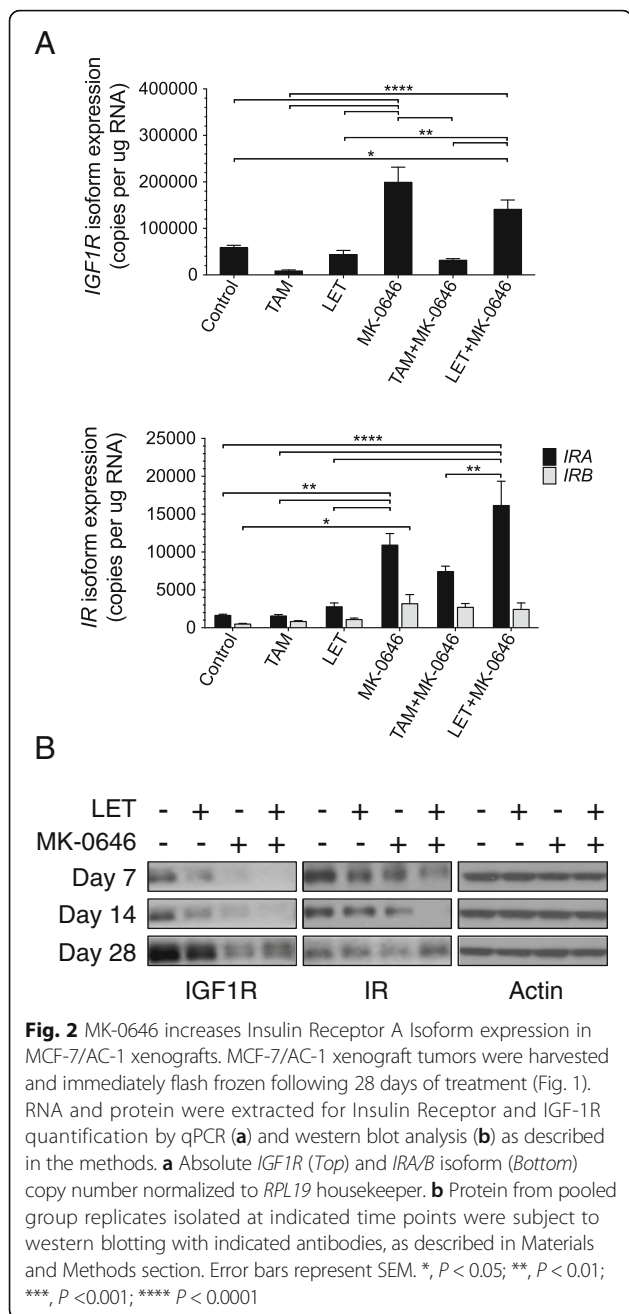 A
400000
300000
200000
100000
0
IGF1R isoform expression
(copies per ug RNA)
****
**
*
Control
TAM
LET
MK-0646
TAM+MK-0646
LET+MK-0646
25000
20000
15000
10000
5000
0
IR isoform expression
(copies per ug RNA)
****
**
**
*
IRA
IRB
Control
TAM
LET
MK-0646
TAM+MK-0646
LET+MK-0646
B
LET - + - + - + - + - + - +
MK-0646 - - + + - - + + - - + +
Day 7
Day 14
Day 28
IGF1R IR Actin
Fig. 2 MK-0646 increases Insulin Receptor A Isoform expression in
MCF-7/AC-1 xenografts. MCF-7/AC-1 xenograft tumors were harvested
and immediately flash frozen following 28 days of treatment (Fig. 1).
RNA and protein were extracted for Insulin Receptor and IGF-1R
quantification by qPCR (a) and western blot analysis (b) as described
in the methods. a Absolute IGF1R (Top) and IRA/B isoform (Bottom)
copy number normalized to RPL19 housekeeper. b Protein from pooled
group replicates isolated at indicated time points were subject to
western blotting with indicated antibodies, as described in Materials
and Methods section. Error bars represent SEM. *, P < 0.05; **, P < 0.01;
***, P <0.001; **** P < 0.0001